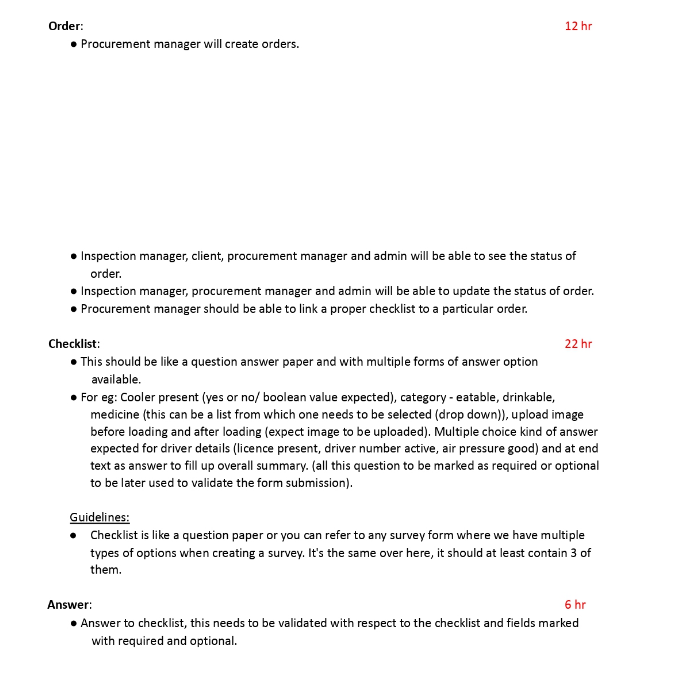 Order: 12 hr
● Procurement manager will create orders.
● Inspection manager, client, procurement manager and admin will be able to see the status of
order.
● Inspection manager, procurement manager and admin will be able to update the status of order.
● Procurement manager should be able to link a proper checklist to a particular order.
Checklist: 22 hr
● This should be like a question answer paper and with multiple forms of answer option
available.
● For eg: Cooler present (yes or no/ boolean value expected), category - eatable, drinkable,
medicine (this can be a list from which one needs to be selected (drop down)), upload image
before loading and after loading (expect image to be uploaded). Multiple choice kind of answer
expected for driver details (licence present, driver number active, air pressure good) and at end
text as answer to fill up overall summary. (all this question to be marked as required or optional
to be later used to validate the form submission).
Guidelines:
● Checklist is like a question paper or you can refer to any survey form where we have multiple
types of options when creating a survey. It's the same over here, it should at least contain 3 of
them.
Answer: 6 hr
● Answer to checklist, this needs to be validated with respect to the checklist and fields marked
with required and optional.